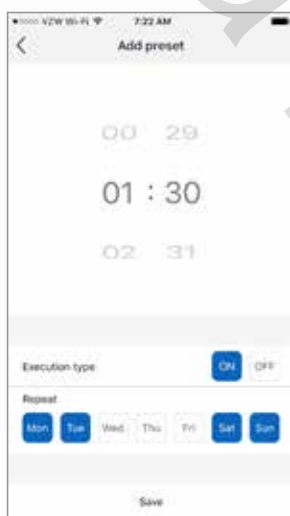 VZW Wi-Fi 7:22 AM
Add preset
00 29
01 : 30
02 31
Execution type ON OFF
Repeat
Mon Tue Wed Thu Fri Sat Sun
Save